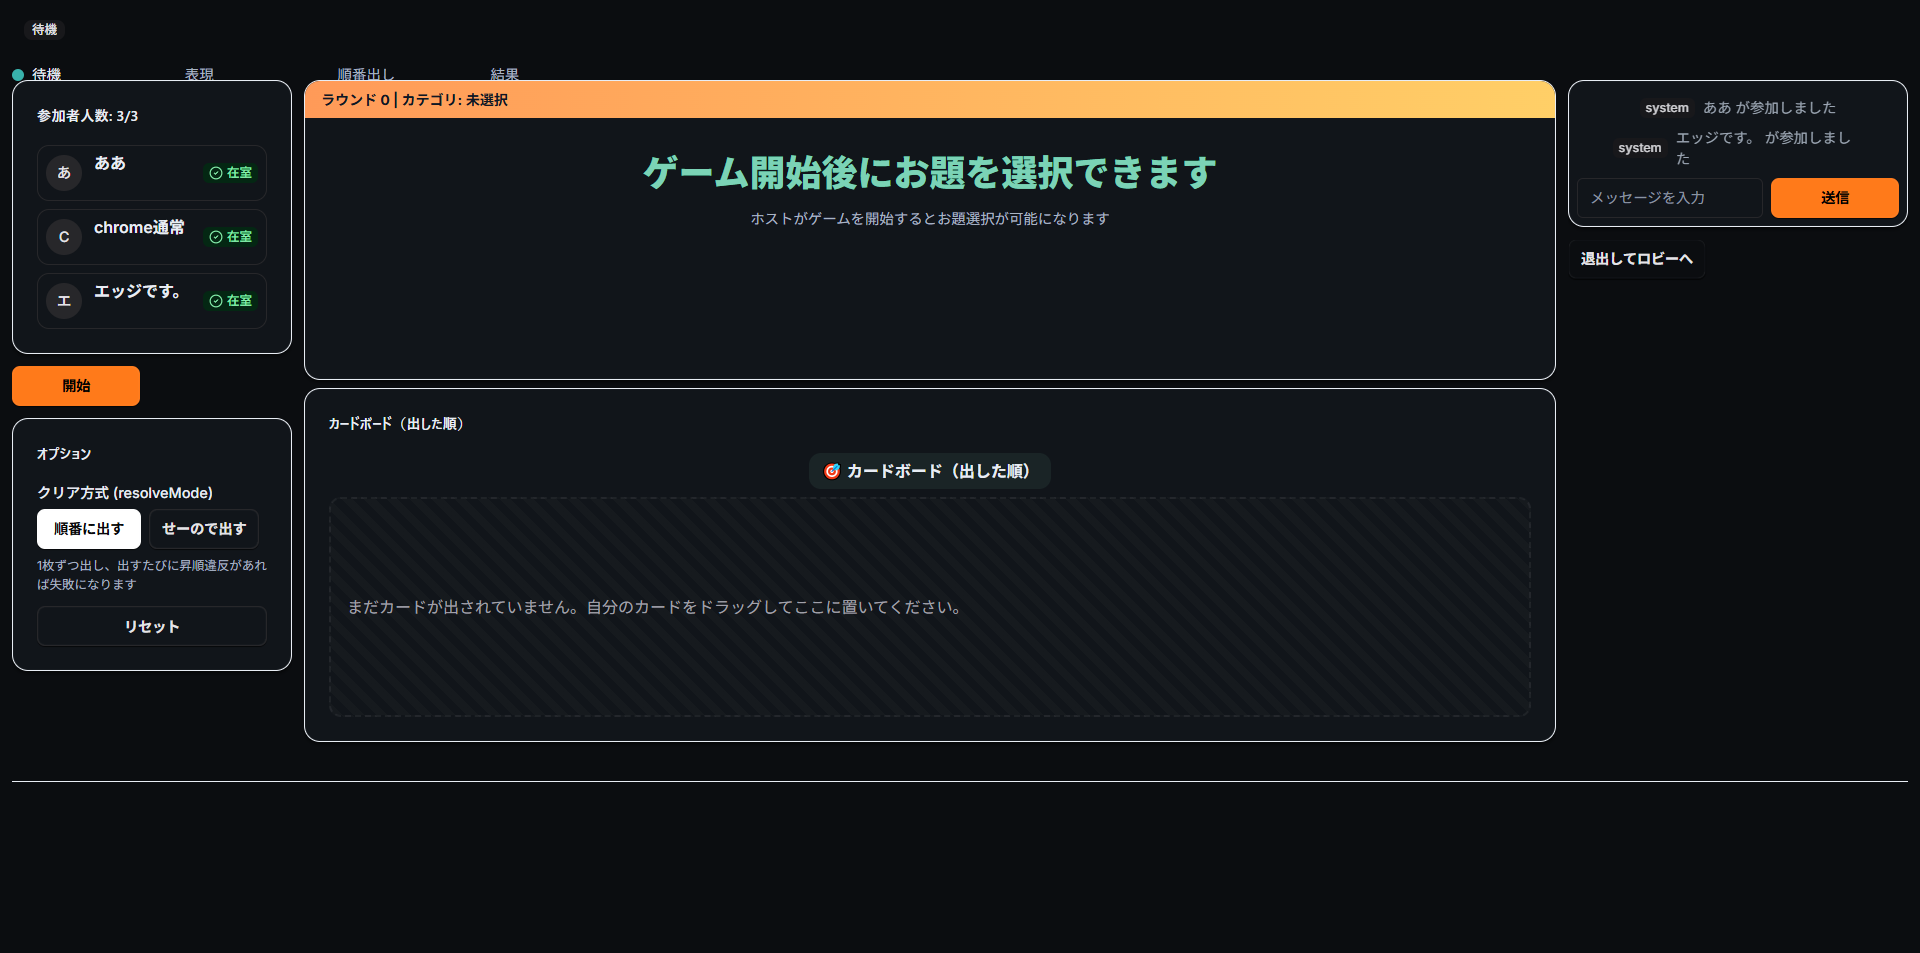 待機
待機
表現
順番出し
結果
参加者人数: 3/3
あ
ああ
在室
C
chrome通常
在室
エ
エッジです。
在室
開始
オプション
クリア方式 (resolveMode)
順番に出す
せーので出す
1枚ずつ出し、出すたびに昇順違反があれ
ば失敗になります
リセット
ラウンド 0 | カテゴリ: 未選択
ゲーム開始後にお題を選択できます
ホストがゲームを開始するとお題選択が可能になります
カードボード（出した順）
🎯 カードボード（出した順）
まだカードが出されていません。自分のカードをドラッグしてここに置いてください。
system ああ が参加しました
system エッジです。 が参加しまし
た
メッセージを入力
送信
退出してロビーへ